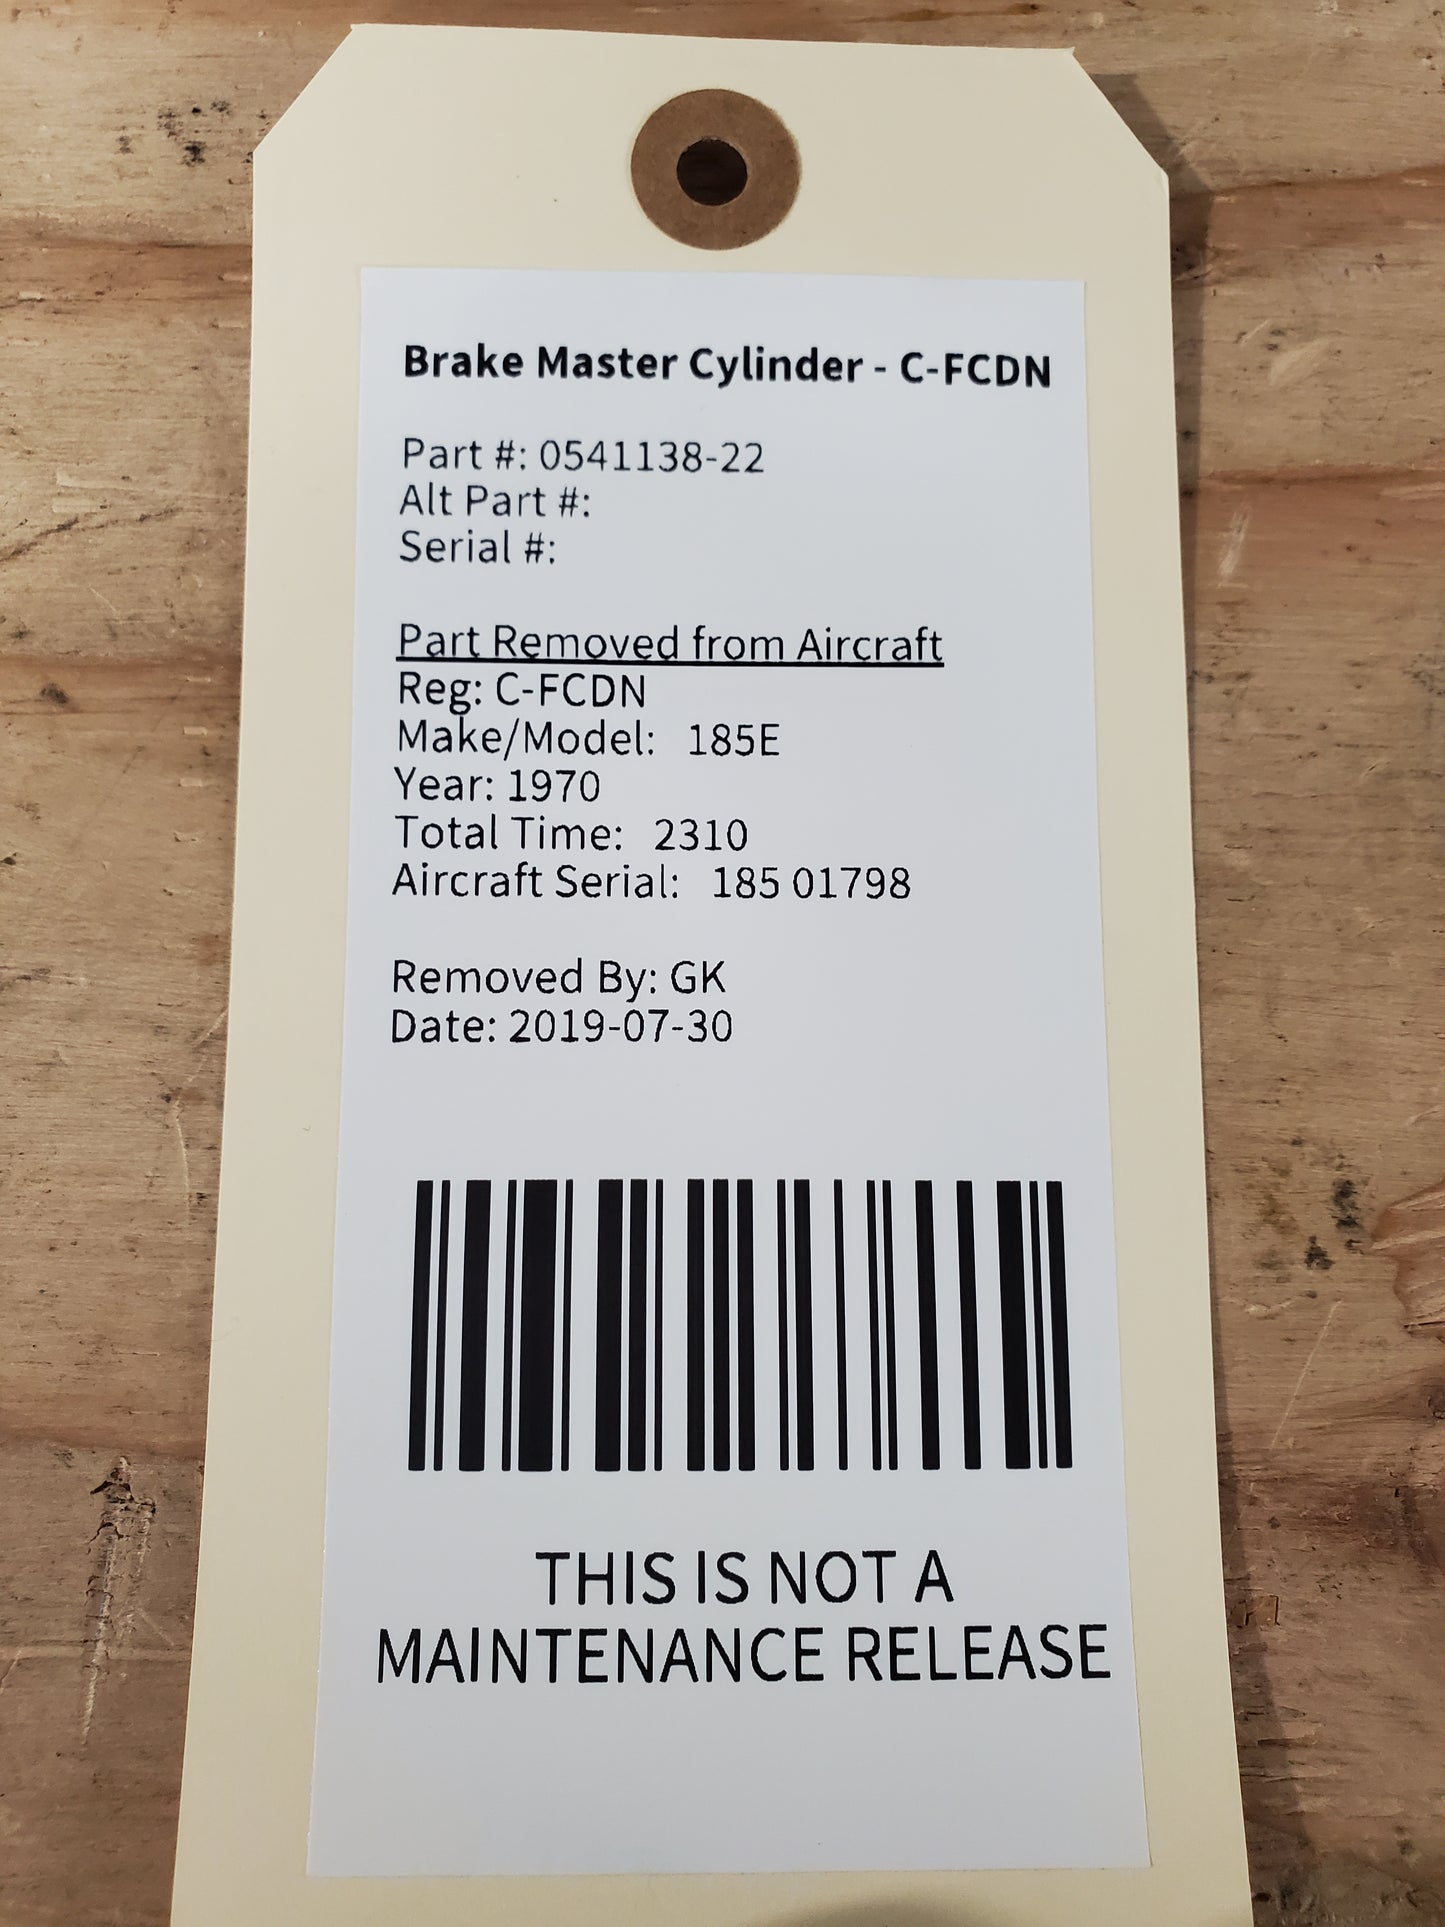 Brake Master Cylinder - C-FCDN
Part #: 0541138-22
Alt Part #:
Serial #:
Part Removed from Aircraft
Reg: C-FCDN
Make/Model: 185E
Year: 1970
Total Time: 2310
Aircraft Serial: 185 01798
Removed By: GK
Date: 2019-07-30
THIS IS NOT A
MAINTENANCE RELEASE